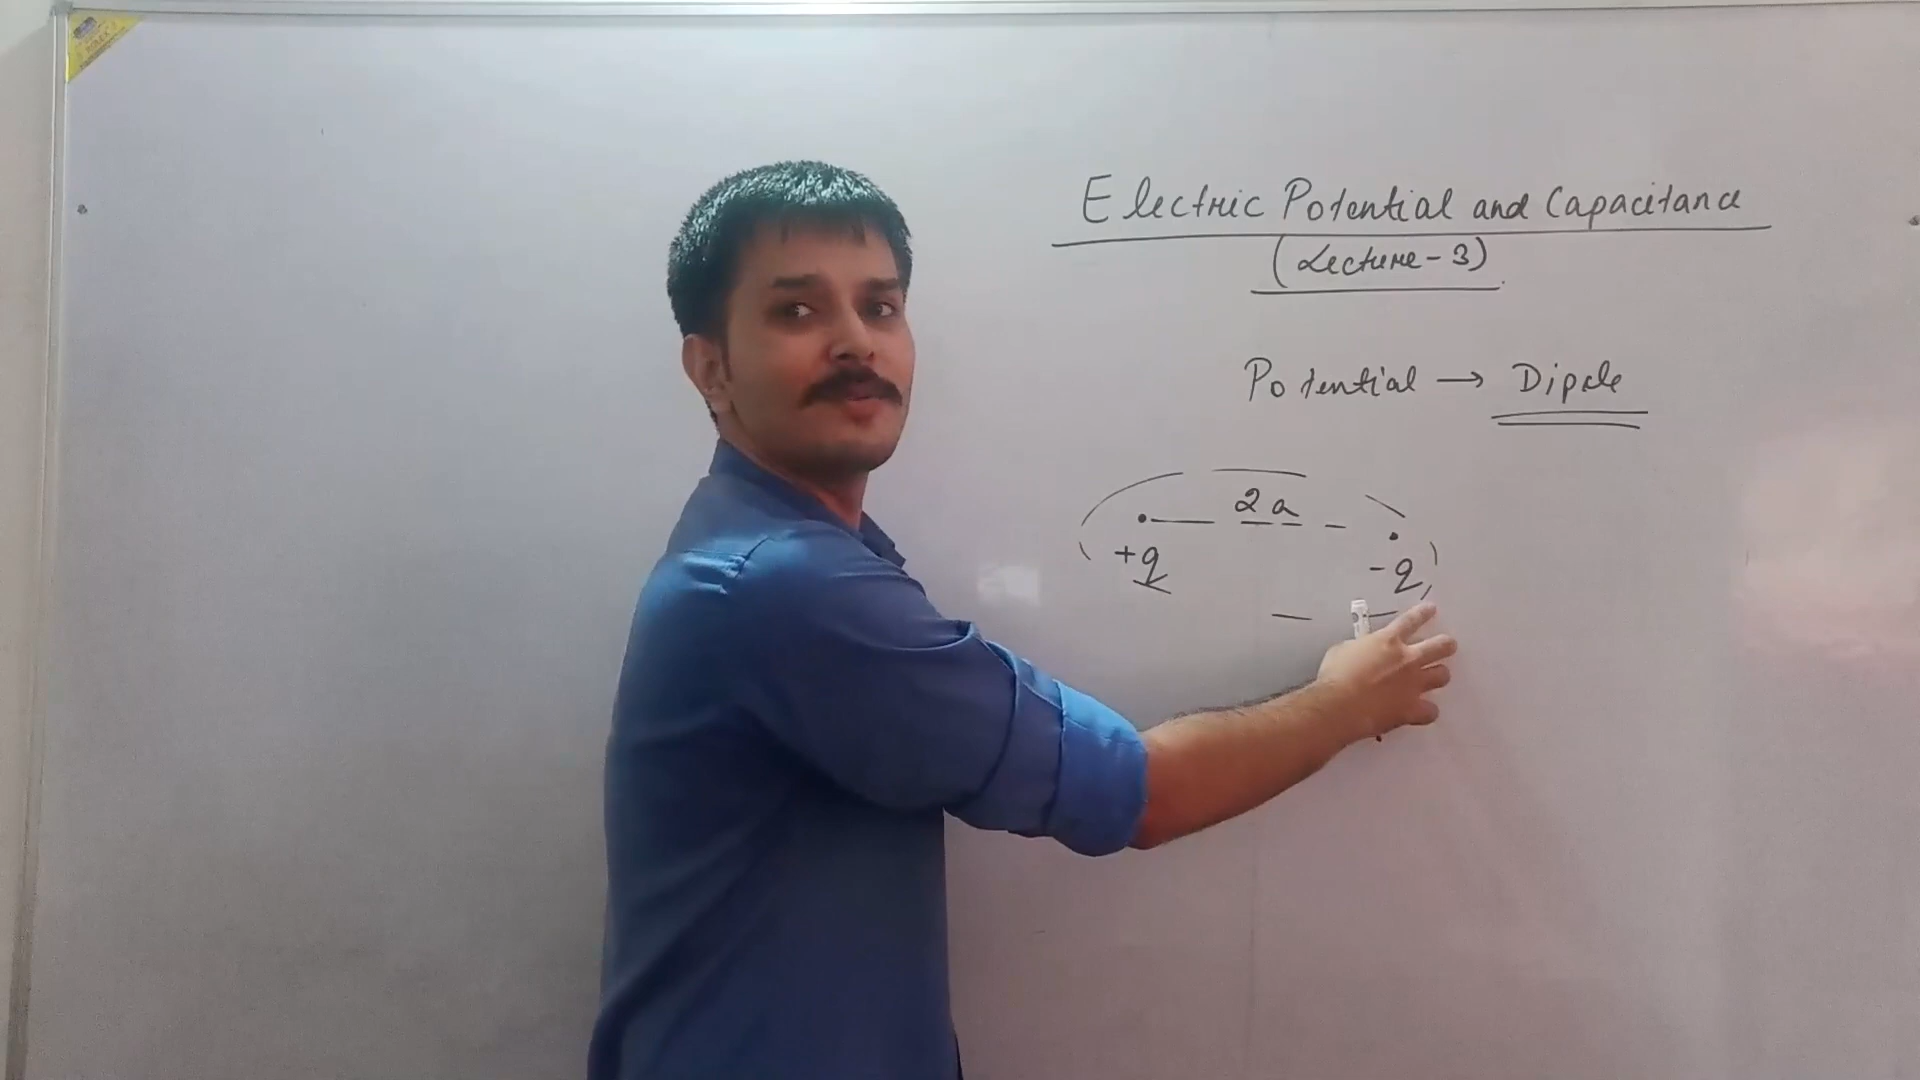 Electric Potential and Capacitance
(Lecture-3)
Potential → Dipole
2a
+q
-q